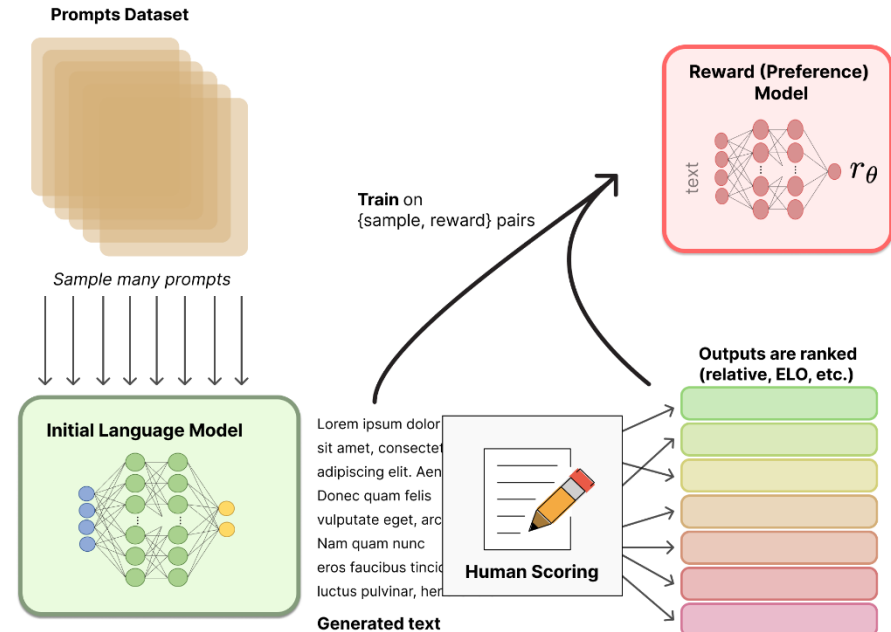 Prompts Dataset
Reward (Preference)
Model
text
rθ
Train on
{sample, reward} pairs
Sample many prompts
Outputs are ranked
(relative, ELO, etc.)
Initial Language Model
Lorem ipsum dolor
sit amet, consectet
adipiscing elit. Aen
Donec quam felis
vulputate eget, arc
Nam quam nunc
eros faucibus tincid
luctus pulvinar, her
Human Scoring
Generated text